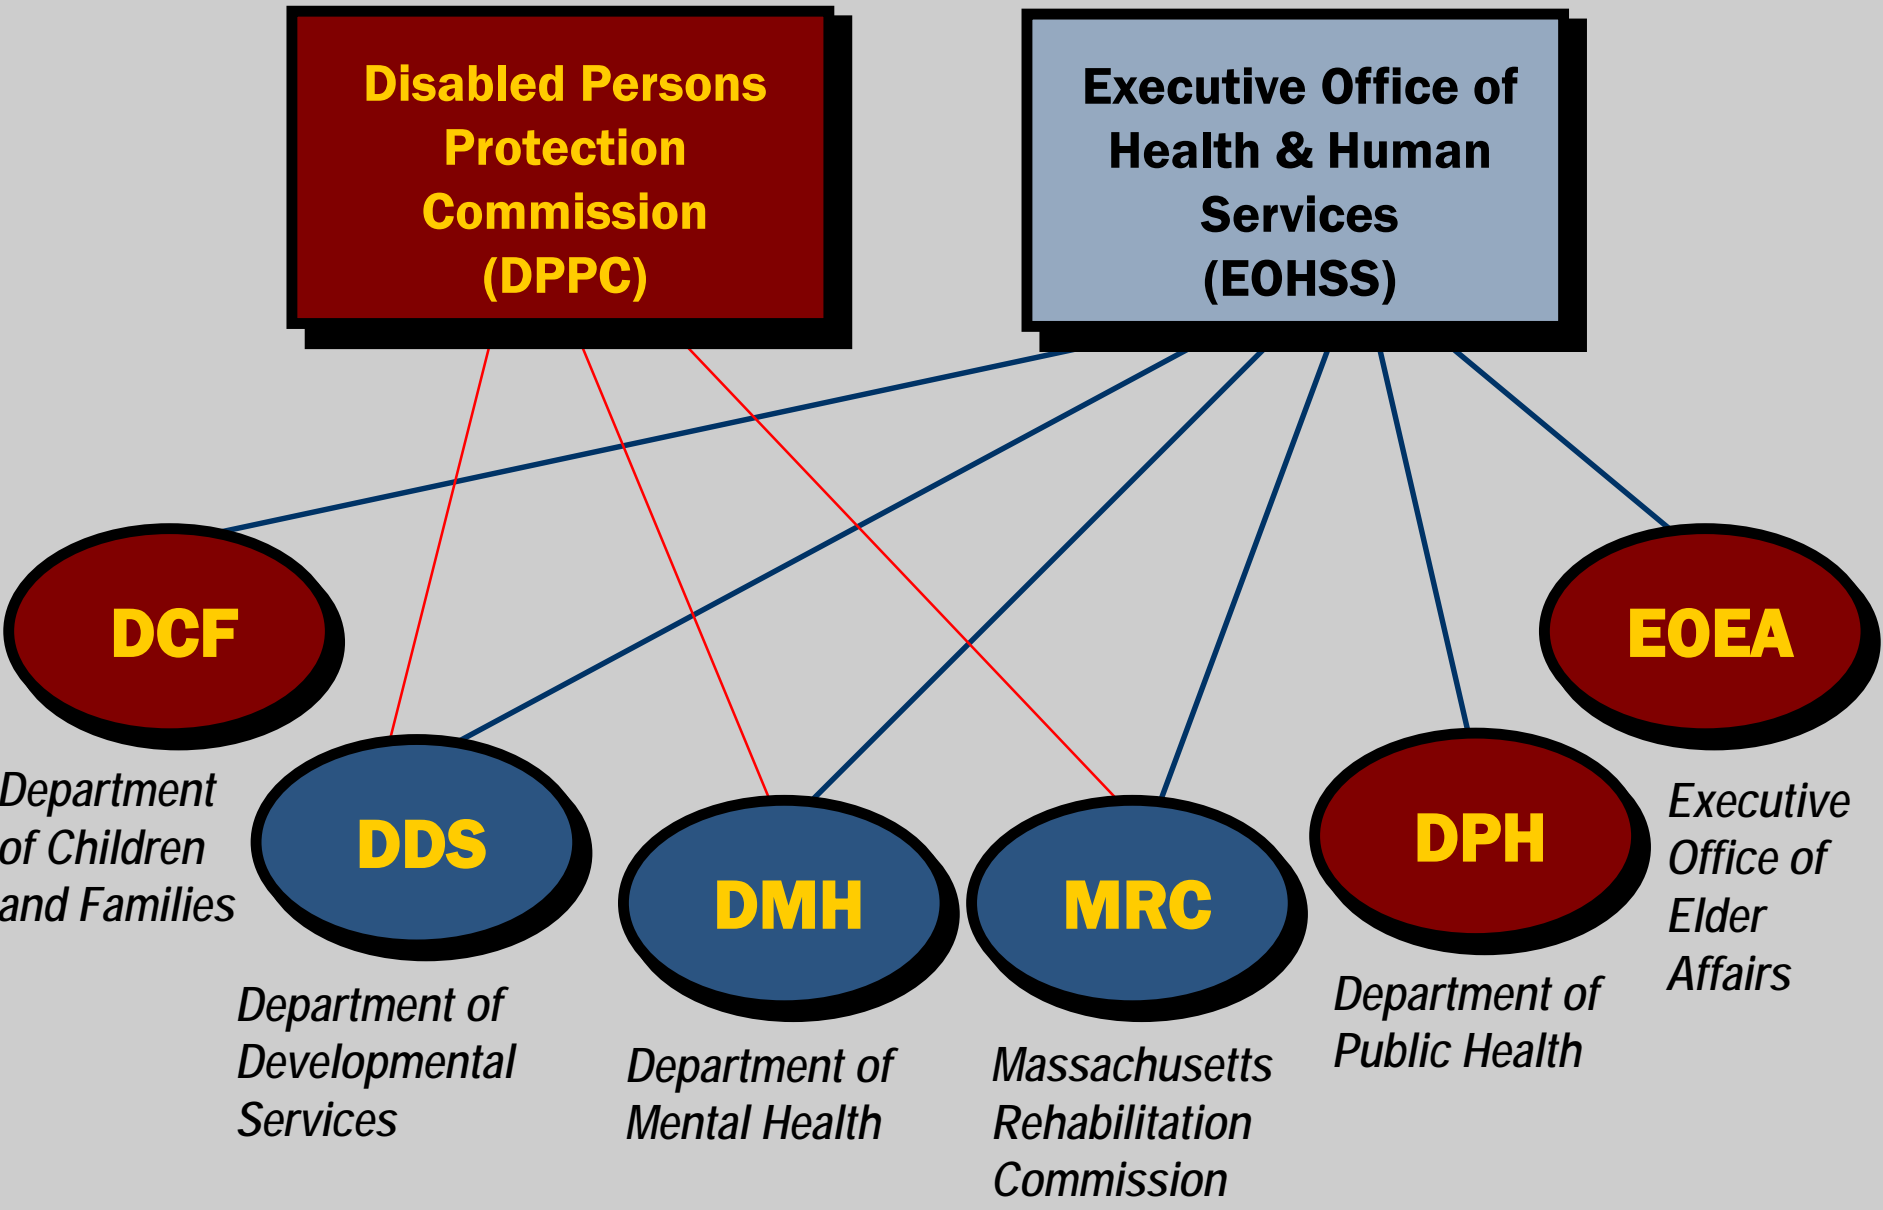 Disabled Persons
Protection
Commission
(DPPC)
Executive Office of
Health & Human
Services
(EOHSS)
DCF
Department
of Children
and Families
DDS
Department of
Developmental
Services
DMH
Department of
Mental Health
MRC
Massachusetts
Rehabilitation
Commission
DPH
Department of
Public Health
EOEA
Executive
Office of
Elder
Affairs